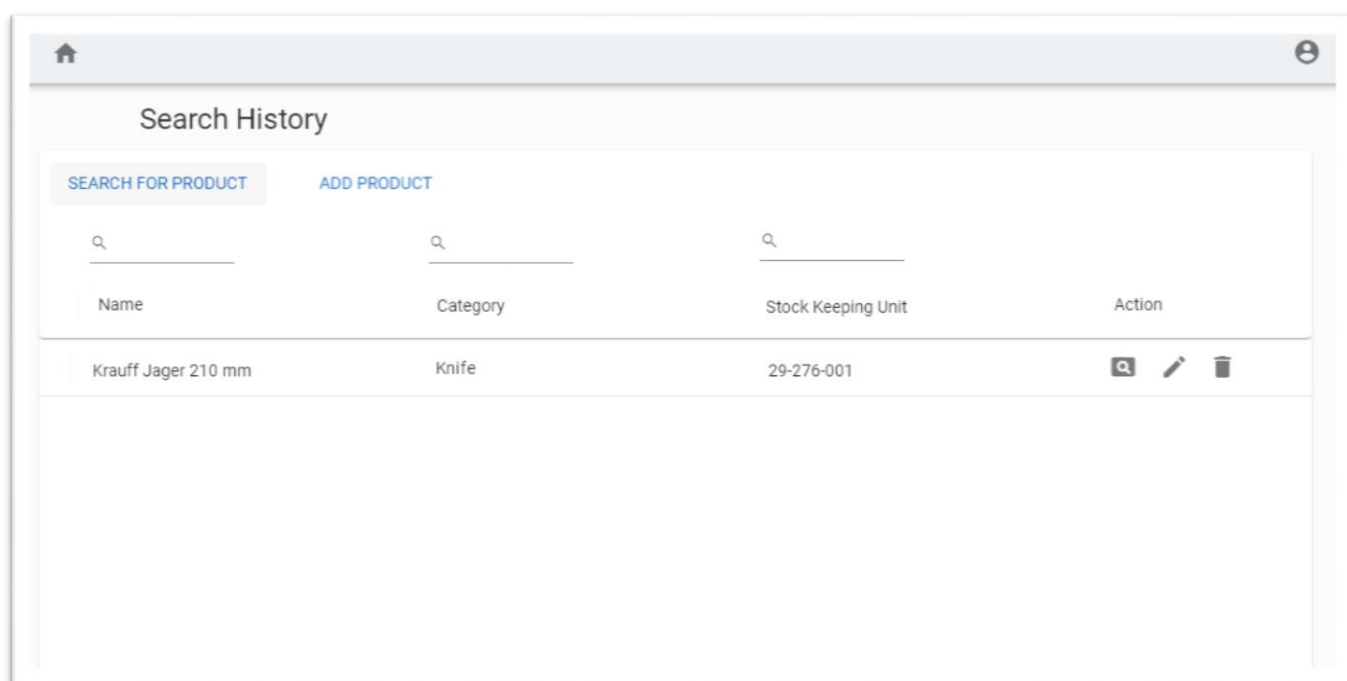 Search History
SEARCH FOR PRODUCT ADD PRODUCT
Name Category Stock Keeping Unit Action
Krauff Jager 210 mm Knife 29-276-001